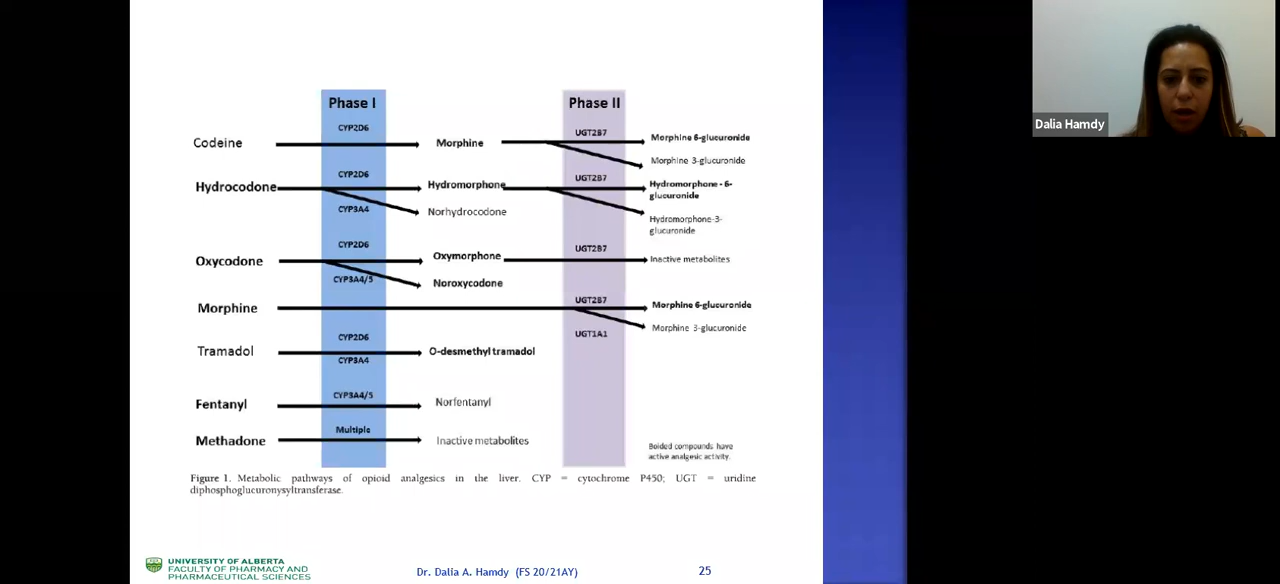 Phase I
Phase II
Codeine
CYP2D6
Morphine
UGT2B7
Morphine 6-glucuronide
Morphine 3-glucuronide
Hydrocodone
CYP2D6
CYP3A4
Hydromorphone
Norhydrocodone
UGT2B7
Hydromorphone - 6-
glucuronide
Hydromorphone-3-
glucuronide
Oxycodone
CYP2D6
CYP3A4/5
Oxymorphone
Noroxycodone
UGT2B7
Inactive metabolites
Morphine
UGT2B7
UGT1A1
Morphine 6-glucuronide
Morphine 3-glucuronide
Tramadol
CYP2D6
CYP3A4
O-desmethyl tramadol
Fentanyl
CYP3A4/5
Norfentanyl
Methadone
Multiple
Inactive metabolites
Bolded compounds have
active analgesic activity.
Figure 1. Metabolic pathways of opioid analgesics in the liver. CYP = cytochrome P450; UGT = uridine
diphosphoglucuronysyltransferase.
UNIVERSITY OF ALBERTA
FACULTY OF PHARMACY AND
PHARMACEUTICAL SCIENCES
Dr. Dalia A. Hamdy (FS 20/21AY)
25
Dalia Hamdy